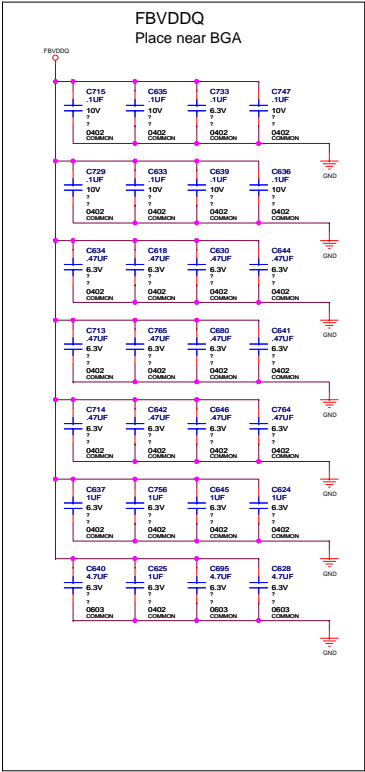 FBVDDQ
Place near BGA
FBVDDQ
C715 C635 C733 C747
.1UF .1UF .1UF .1UF
10V 10V 6.3V 10V
? ? ? ?
? ? ? ?
0402 0402 0402 0402
COMMON COMMON COMMON COMMON
GND
C729 C633 C639 C636
.1UF .1UF .1UF .1UF
10V 10V 10V 10V
? ? ? ?
? ? ? ?
0402 0402 0402 0402
COMMON COMMON COMMON COMMON
GND
C634 C618 C630 C644
.47UF .47UF .47UF .47UF
6.3V 6.3V 6.3V 6.3V
? ? ? ?
? ? ? ?
0402 0402 0402 0402
COMMON COMMON COMMON COMMON
GND
C713 C765 C680 C641
.47UF .47UF .47UF .47UF
6.3V 6.3V 6.3V 6.3V
? ? ? ?
? ? ? ?
0402 0402 0402 0402
COMMON COMMON COMMON COMMON
GND
C714 C642 C646 C764
.47UF .47UF .47UF .47UF
6.3V 6.3V 6.3V 6.3V
? ? ? ?
? ? ? ?
0402 0402 0402 0402
COMMON COMMON COMMON COMMON
GND
C637 C756 C645 C624
1UF 1UF 1UF 1UF
6.3V 6.3V 6.3V 6.3V
? ? ? ?
? ? ? ?
0402 0402 0402 0402
COMMON COMMON COMMON COMMON
GND
C640 C625 C695 C628
4.7UF 1UF 4.7UF 4.7UF
6.3V 6.3V 6.3V 6.3V
? ? ? ?
? ? ? ?
0603 0402 0603 0603
COMMON COMMON COMMON COMMON
GND